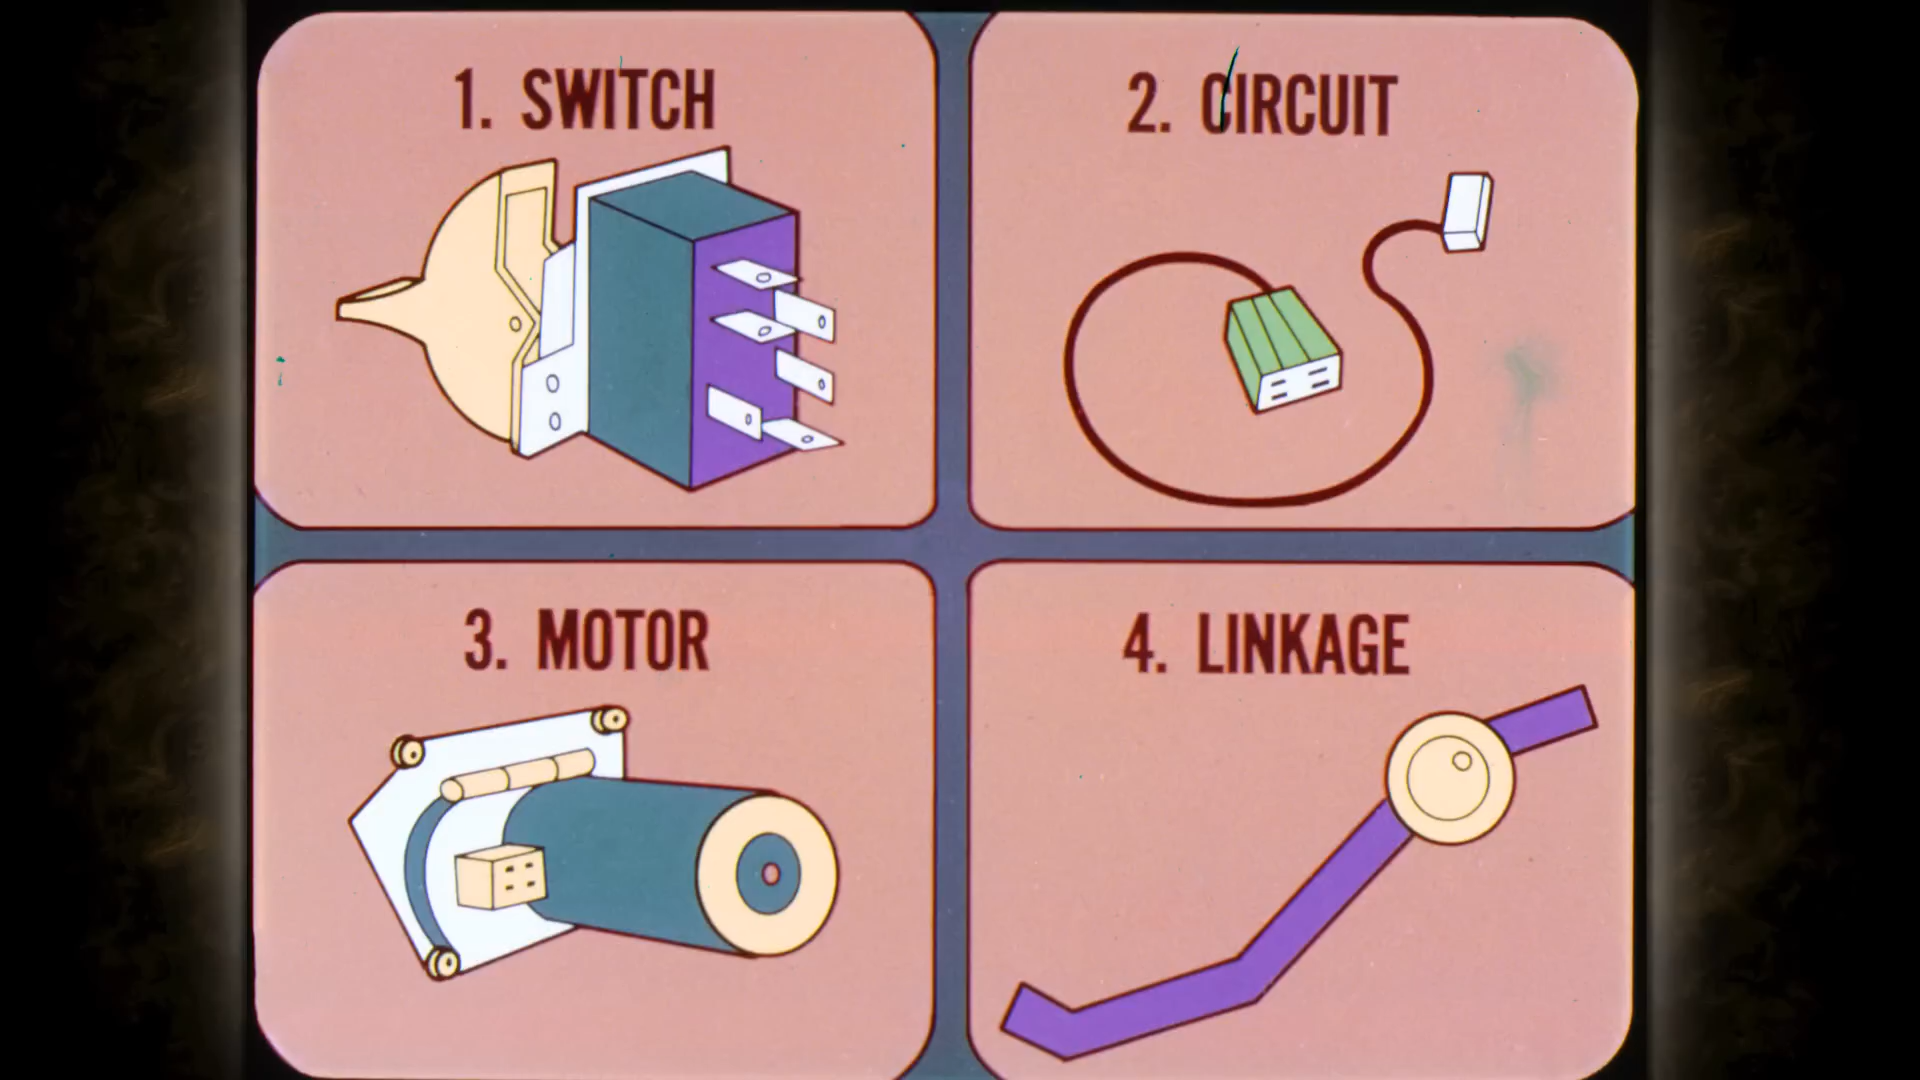 1. SWITCH
2. CIRCUIT
3. MOTOR
4. LINKAGE